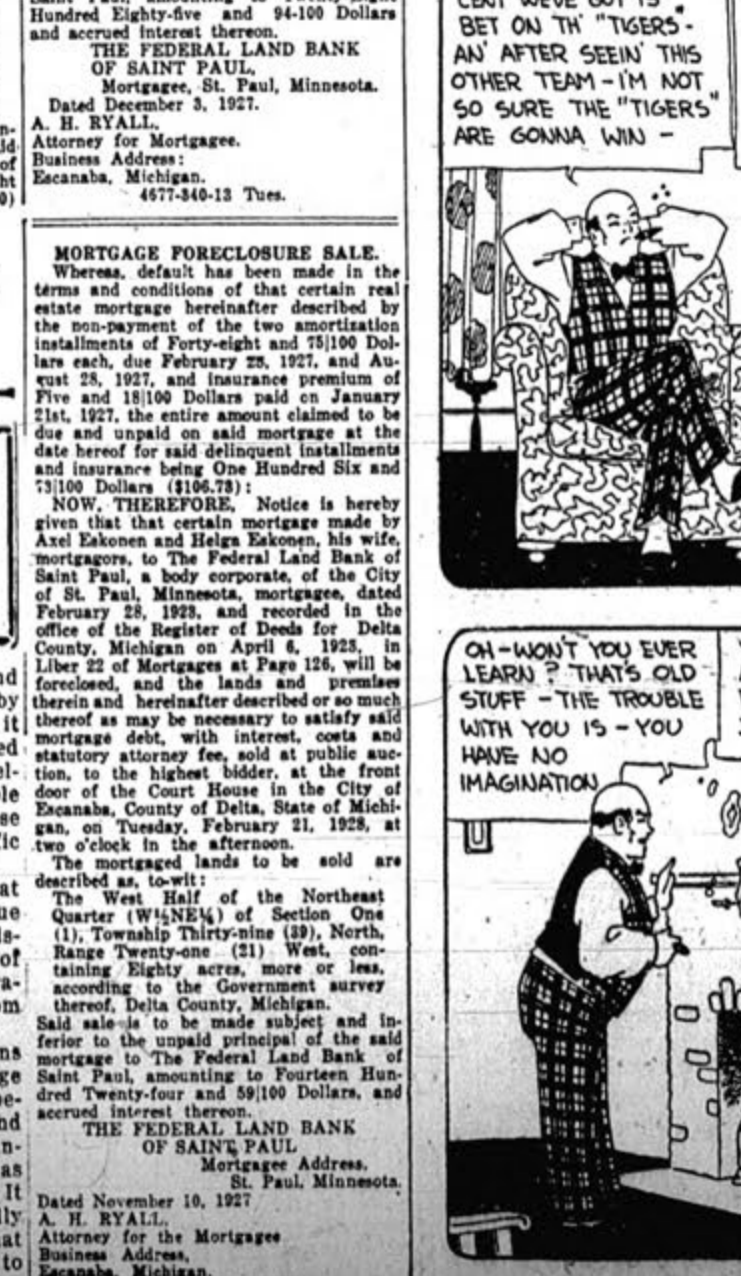 Hundred Eighty-five and 94-100 Dollars
and accrued interest thereon.
THE FEDERAL LAND BANK
OF SAINT PAUL,
Mortgagee, St. Paul, Minnesota.
Dated December 3, 1927.
A. H. RYALL,
Attorney for Mortgagee.
Business Address:
Escanaba, Michigan.
4677-340-13 Tues.
MORTGAGE FORECLOSURE SALE.
Whereas, default has been made in the
terms and conditions of that certain real
estate mortgage hereinafter described by
the non-payment of the two amortization
installments of Forty-eight and 75|100 Dol-
lars each, due February 28, 1927, and Au-
gust 28, 1927, and insurance premium of
Five and 18|100 Dollars paid on January
21st, 1927, the entire amount claimed to be
due and unpaid on said mortgage at the
date hereof for said delinquent installments
and insurance being One Hundred Six and
73|100 Dollars ($106.73):
NOW, THEREFORE, Notice is hereby
given that that certain mortgage made by
Axel Eskonen and Helga Eskonen, his wife,
mortgagors, to The Federal Land Bank of
Saint Paul, a body corporate, of the City
of St. Paul, Minnesota, mortgagee, dated
February 28, 1923, and recorded in the
office of the Register of Deeds for Delta
County, Michigan on April 6, 1923, in
Liber 22 of Mortgages at Page 126, will be
foreclosed, and the lands and premises
therein and hereinafter described or so much
thereof as may be necessary to satisfy said
mortgage debt, with interest, costs and
statutory attorney fee, sold at public auc-
tion, to the highest bidder, at the front
door of the Court House in the City of
Escanaba, County of Delta, State of Michi-
gan, on Tuesday, February 21, 1928, at
two o'clock in the afternoon.
The mortgaged lands to be sold are
described as, to-wit:
The West Half of the Northeast
Quarter (W½NE¼) of Section One
(1), Township Thirty-nine (39), North,
Range Twenty-one (21) West, con-
taining Eighty acres, more or less,
according to the Government survey
thereof, Delta County, Michigan.
Said sale is to be made subject and in-
ferior to the unpaid principal of the said
mortgage to The Federal Land Bank of
Saint Paul, amounting to Fourteen Hun-
dred Twenty-four and 59|100 Dollars, and
accrued interest thereon.
THE FEDERAL LAND BANK
OF SAINT PAUL
Mortgagee Address,
St. Paul, Minnesota.
Dated November 10, 1927
A. H. RYALL,
Attorney for the Mortgagee
Business Address,
Escanaba, Michigan.
BET ON TH' "TIGERS-
AN' AFTER SEEIN' THIS
OTHER TEAM - I'M NOT
SO SURE THE "TIGERS"
ARE GONNA WIN -
OH - WON'T YOU EVER
LEARN ? THAT'S OLD
STUFF - THE TROUBLE
WITH YOU IS - YOU
HAVE NO
IMAGINATION